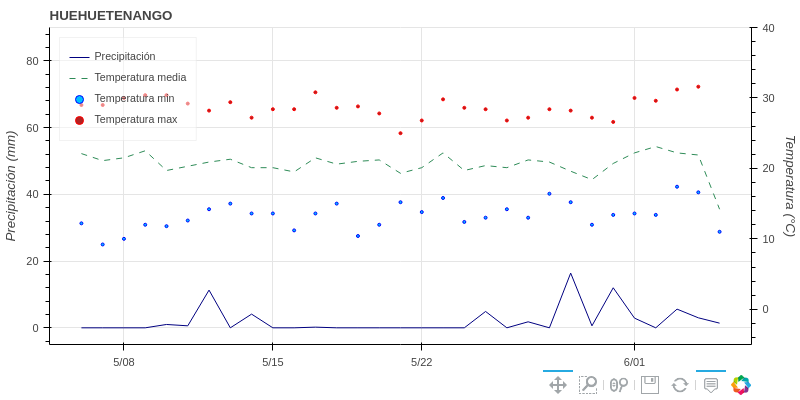 HUEHUETENANGO
Precipitación
Temperatura media
Temperatura min
Temperatura max
Precipitación (mm)
80
60
40
20
0
Temperatura (°C)
40
30
20
10
0
5/08
5/15
5/22
6/01